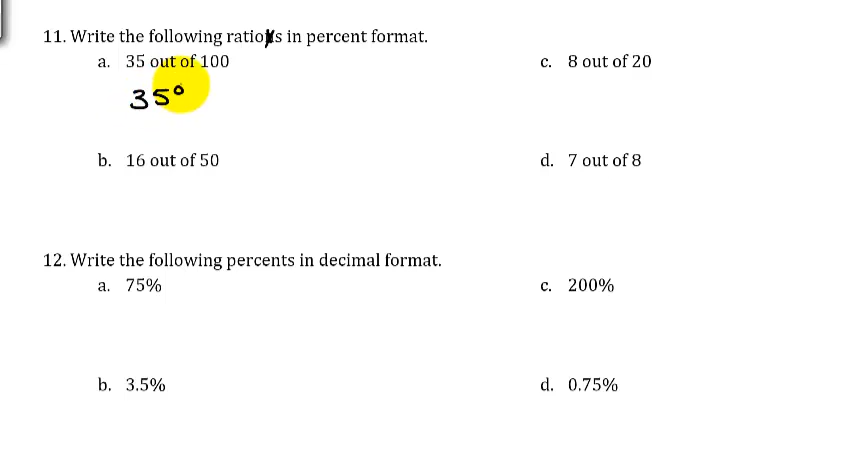 11. Write the following ratios in percent format.
a. 35 out of 100
c. 8 out of 20
35°
b. 16 out of 50
d. 7 out of 8
12. Write the following percents in decimal format.
a. 75%
c. 200%
b. 3.5%
d. 0.75%